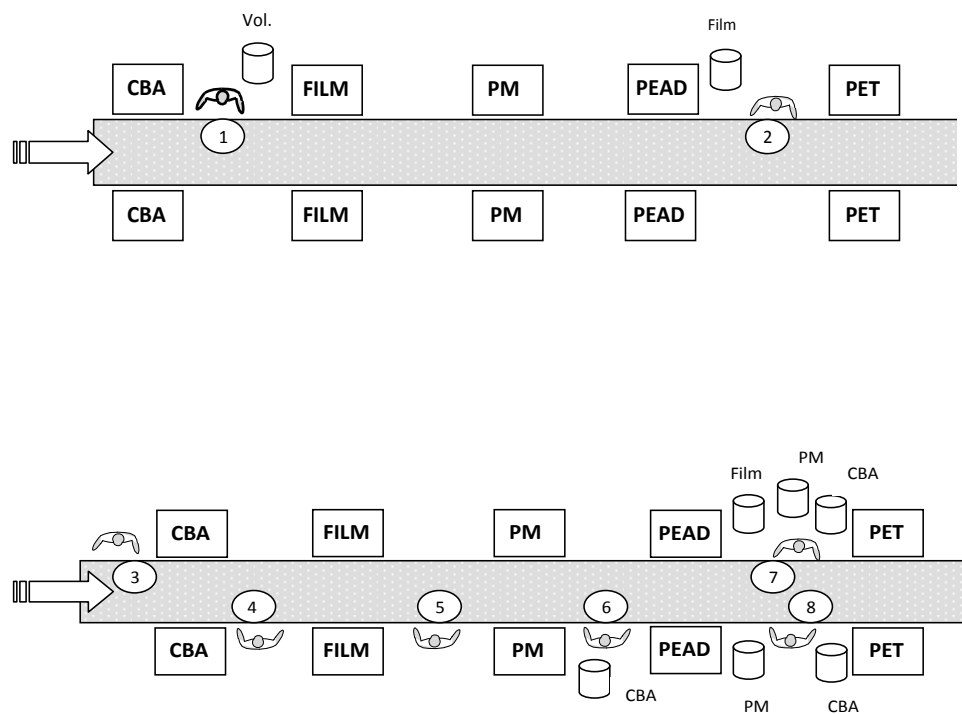 Vol.
Film
CBA
FILM
PM
PEAD
PET
1
2
CBA
FILM
PM
PEAD
PET
PM
Film
CBA
CBA
FILM
PM
PEAD
PET
3
7
4
5
6
8
CBA
FILM
PM
PEAD
PET
CBA
PM
CBA